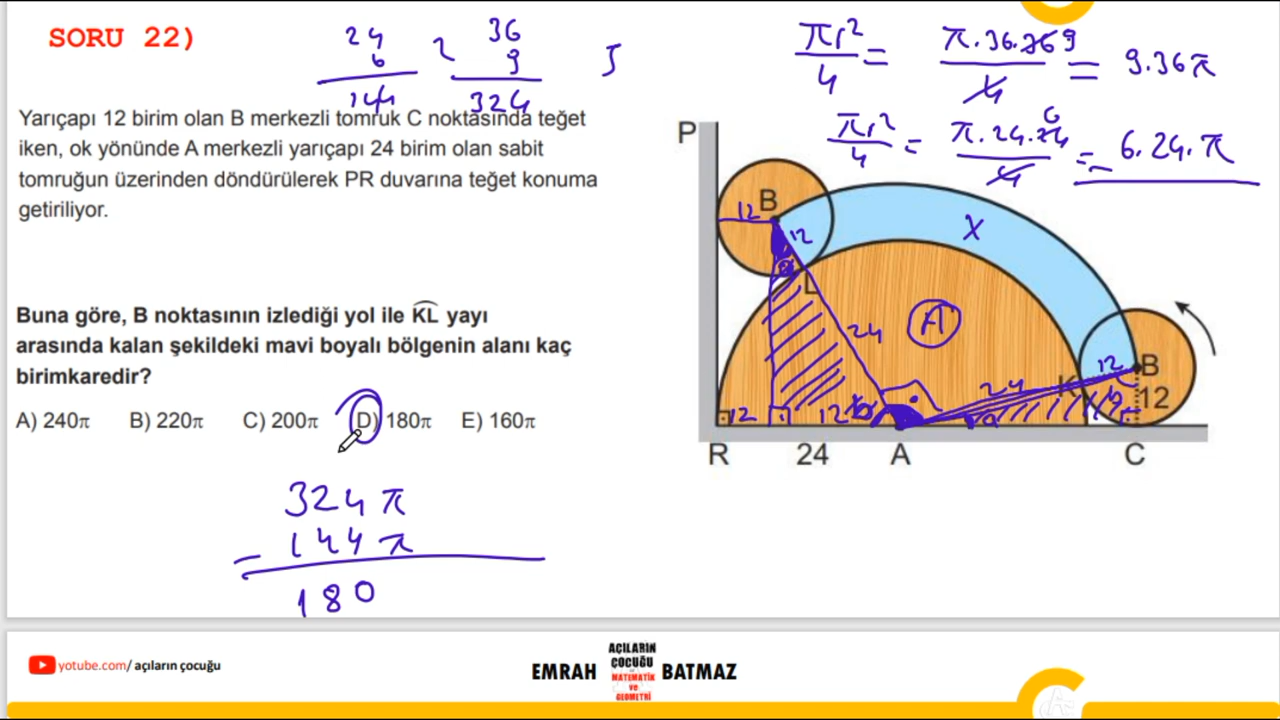 SORU 22)
24
6
144
36
9
324
πr²/4 = π.36.36 9/4 = 9.36π
πr²/4 = π.24.24 6/4 = 6.24.π
Yarıçapı 12 birim olan B merkezli tomruk C noktasında teğet
iken, ok yönünde A merkezli yarıçapı 24 birim olan sabit
tomruğun üzerinden döndürülerek PR duvarına teğet konuma
getiriliyor.
Buna göre, B noktasının izlediği yol ile KL yayı
arasında kalan şekildeki mavi boyalı bölgenin alanı kaç
birimkaredir?
A) 240π B) 220π C) 200π D) 180π E) 160π
324π
- 144π
180
P
B
12
12
X
L
24
A
24
K
12
B
12
12
12
a
b
R 24 A C
yotube.com/ açıların çocuğu
EMRAH
AÇILARIN
ÇOCUĞU
MATEMATİK
ve
GEOMETRİ
BATMAZ